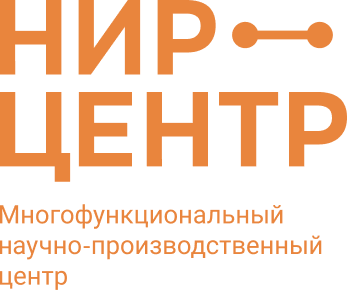 НИР
ЦЕНТР
Многофункциональный
научно-производственный
центр